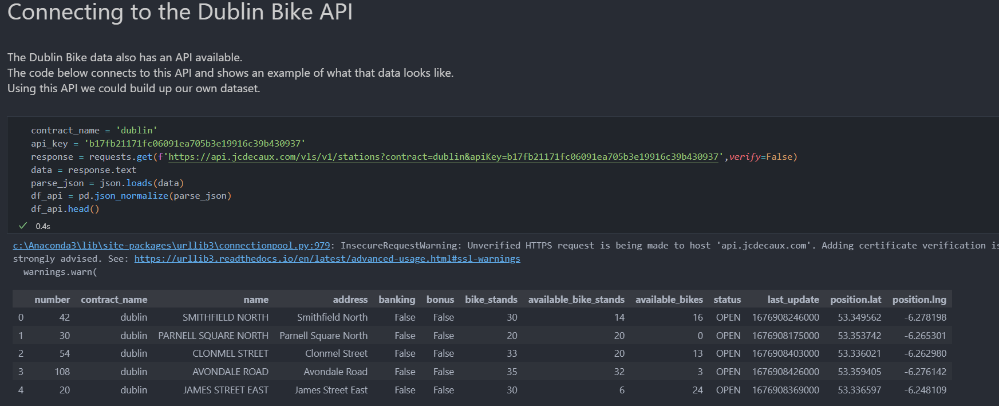 Connecting to the Dublin Bike API
The Dublin Bike data also has an API available.
The code below connects to this API and shows an example of what that data looks like.
Using this API we could build up our own dataset.
contract_name = 'dublin'
api_key = 'b17fb21171fc06091ea705b3e19916c39b430937'
response = requests.get(f'https://api.jcdecaux.com/vls/v1/stations?contract=dublin&apiKey=b17fb21171fc06091ea705b3e19916c39b430937',verify=False)
data = response.text
parse_json = json.loads(data)
df_api = pd.json_normalize(parse_json)
df_api.head()
0.4s
c:\Anaconda3\lib\site-packages\urllib3\connectionpool.py:979: InsecureRequestWarning: Unverified HTTPS request is being made to host 'api.jcdecaux.com'. Adding certificate verification is
strongly advised. See: https://urllib3.readthedocs.io/en/latest/advanced-usage.html#ssl-warnings
warnings.warn(
number contract_name name address banking bonus bike_stands available_bike_stands available_bikes status last_update position.lat position.lng
0 42 dublin SMITHFIELD NORTH Smithfield North False False 30 14 16 OPEN 1676908246000 53.349562 -6.278198
1 30 dublin PARNELL SQUARE NORTH Parnell Square North False False 20 20 0 OPEN 1676908175000 53.353742 -6.265301
2 54 dublin CLONMEL STREET Clonmel Street False False 33 20 13 OPEN 1676908403000 53.336021 -6.262980
3 108 dublin AVONDALE ROAD Avondale Road False False 35 32 3 OPEN 1676908426000 53.359405 -6.276142
4 20 dublin JAMES STREET EAST James Street East False False 30 6 24 OPEN 1676908369000 53.336597 -6.248109